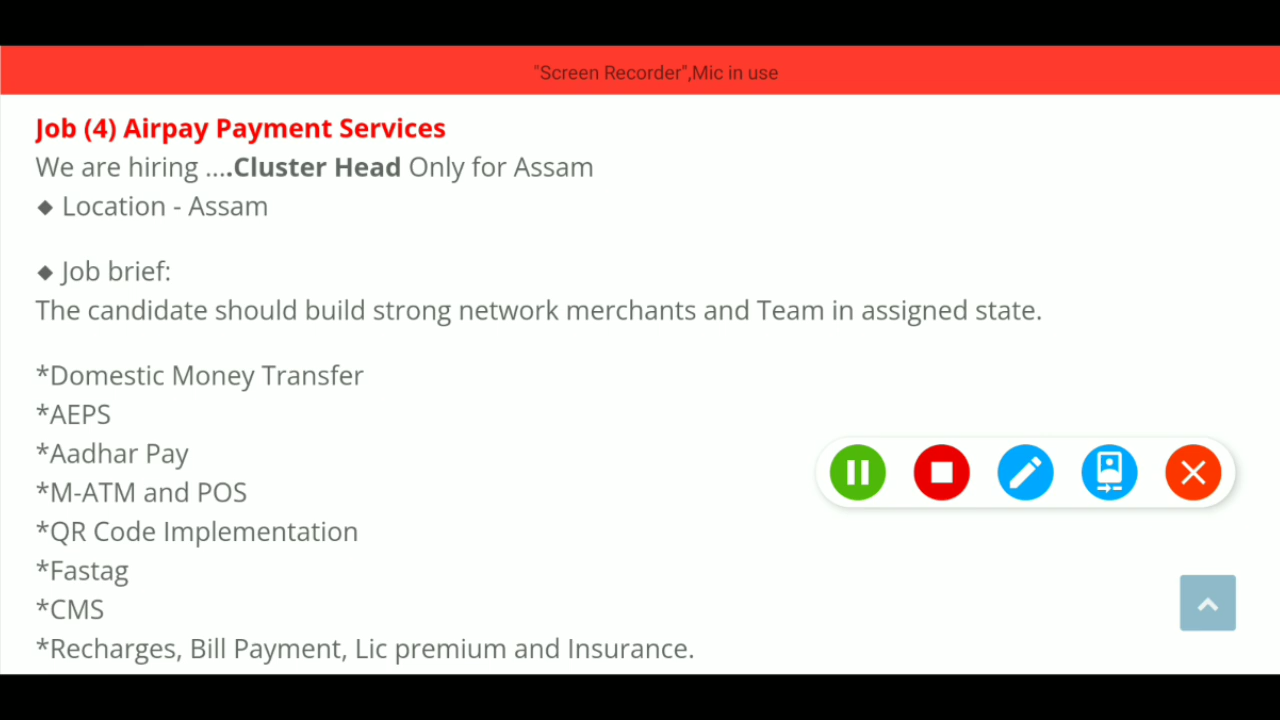 "Screen Recorder",Mic in use
Job (4) Airpay Payment Services
We are hiring ....Cluster Head Only for Assam
◆ Location - Assam
◆ Job brief:
The candidate should build strong network merchants and Team in assigned state.
*Domestic Money Transfer
*AEPS
*Aadhar Pay
*M-ATM and POS
*QR Code Implementation
*Fastag
*CMS
*Recharges, Bill Payment, Lic premium and Insurance.